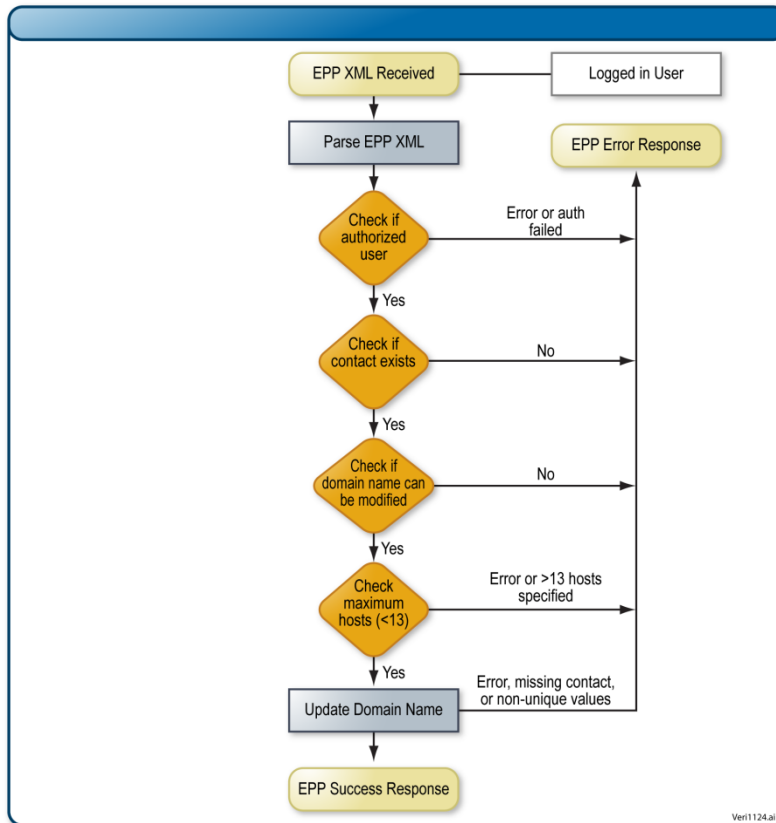 EPP XML Received
Logged in User
Parse EPP XML
EPP Error Response
Check if
authorized
user
Error or auth
failed
Yes
Check if
contact exists
No
Yes
Check if
domain name can
be modified
No
Yes
Check
maximum
hosts (<13)
Error or >13 hosts
specified
Yes
Update Domain Name
Error, missing contact,
or non-unique values
EPP Success Response
Veri1124.ai